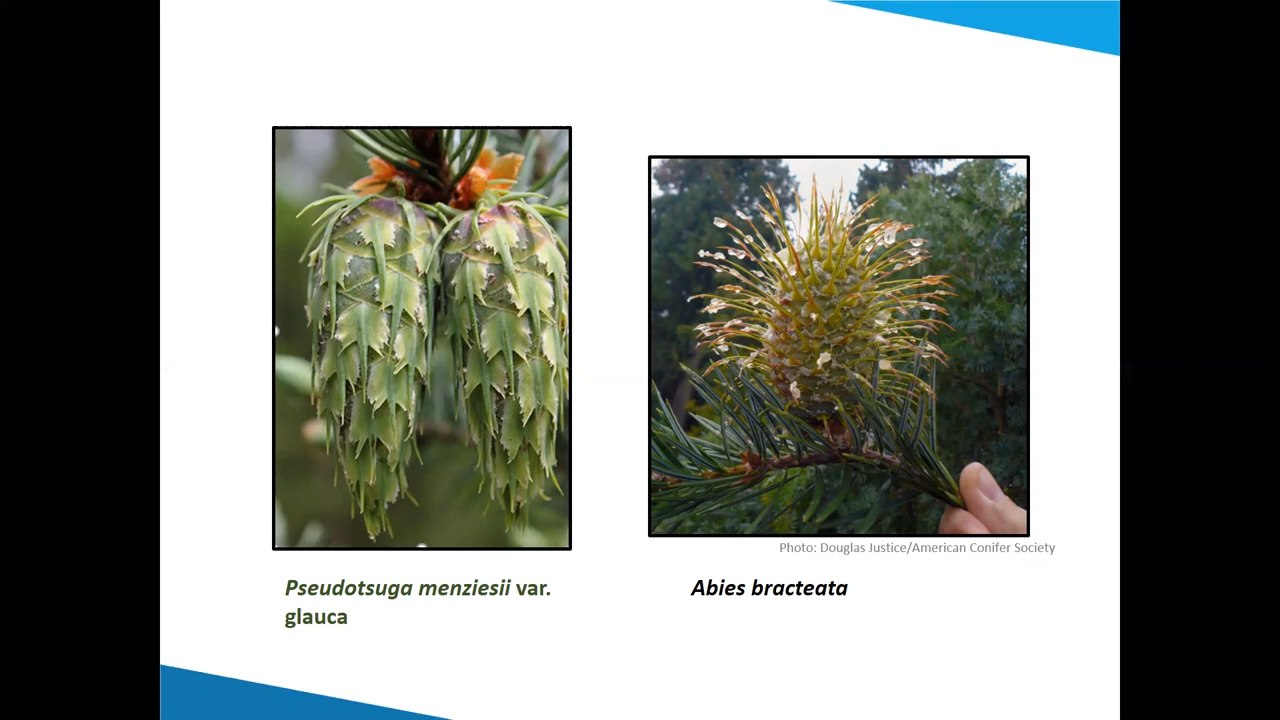 Photo: Douglas Justice/American Conifer Society
Pseudotsuga menziesii var.
glauca
Abies bracteata